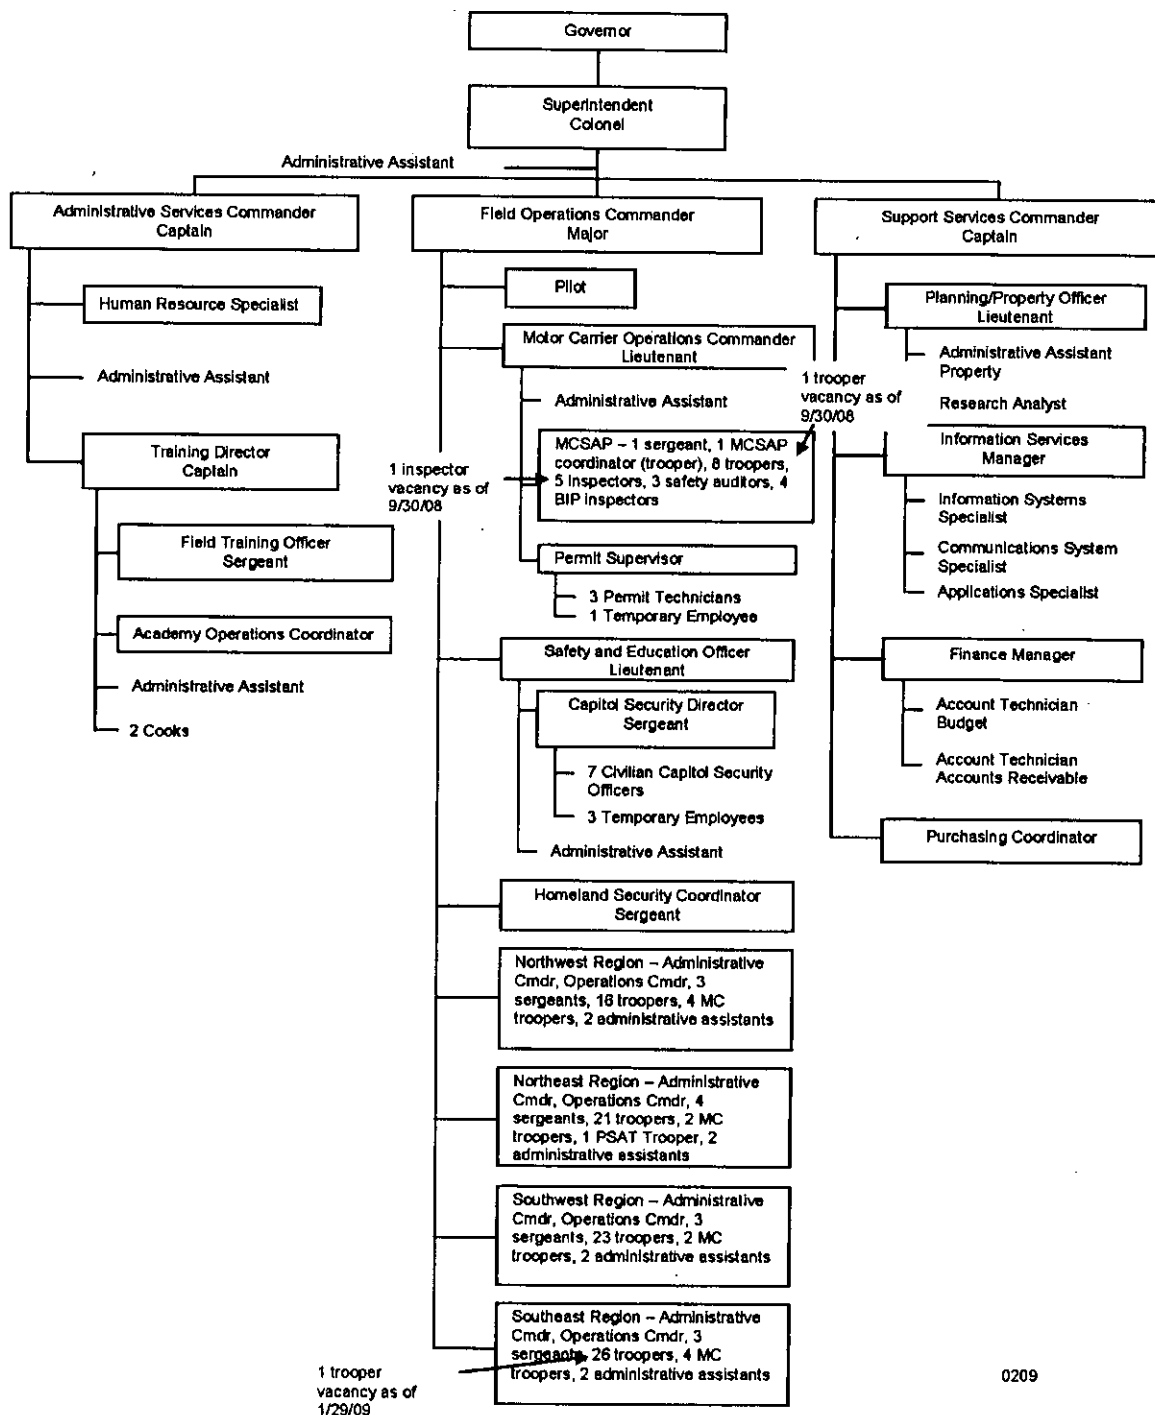 Governor
Superintendent
Colonel
Administrative Assistant
Administrative Services Commander
Captain
Human Resource Specialist
Administrative Assistant
Training Director
Captain
Field Training Officer
Sergeant
Academy Operations Coordinator
Administrative Assistant
2 Cooks
Field Operations Commander
Major
Pilot
Motor Carrier Operations Commander
Lieutenant
Administrative Assistant
1 trooper
vacancy as of
9/30/08
MCSAP – 1 sergeant, 1 MCSAP
coordinator (trooper), 8 troopers,
5 inspectors, 3 safety auditors, 4
BIP inspectors
1 inspector
vacancy as of
9/30/08
Permit Supervisor
3 Permit Technicians
1 Temporary Employee
Safety and Education Officer
Lieutenant
Capitol Security Director
Sergeant
7 Civilian Capitol Security
Officers
3 Temporary Employees
Administrative Assistant
Homeland Security Coordinator
Sergeant
Northwest Region – Administrative
Cmdr, Operations Cmdr, 3
sergeants, 16 troopers, 4 MC
troopers, 2 administrative assistants
Northeast Region – Administrative
Cmdr, Operations Cmdr, 4
sergeants, 21 troopers, 2 MC
troopers, 1 PSAT Trooper, 2
administrative assistants
Southwest Region – Administrative
Cmdr, Operations Cmdr, 3
sergeants, 23 troopers, 2 MC
troopers, 2 administrative assistants
Southeast Region – Administrative
Cmdr, Operations Cmdr, 3
sergeants, 26 troopers, 4 MC
troopers, 2 administrative assistants
1 trooper
vacancy as of
1/29/09
Support Services Commander
Captain
Planning/Property Officer
Lieutenant
Administrative Assistant
Property
Research Analyst
Information Services
Manager
Information Systems
Specialist
Communications System
Specialist
Applications Specialist
Finance Manager
Account Technician
Budget
Account Technician
Accounts Receivable
Purchasing Coordinator
0209